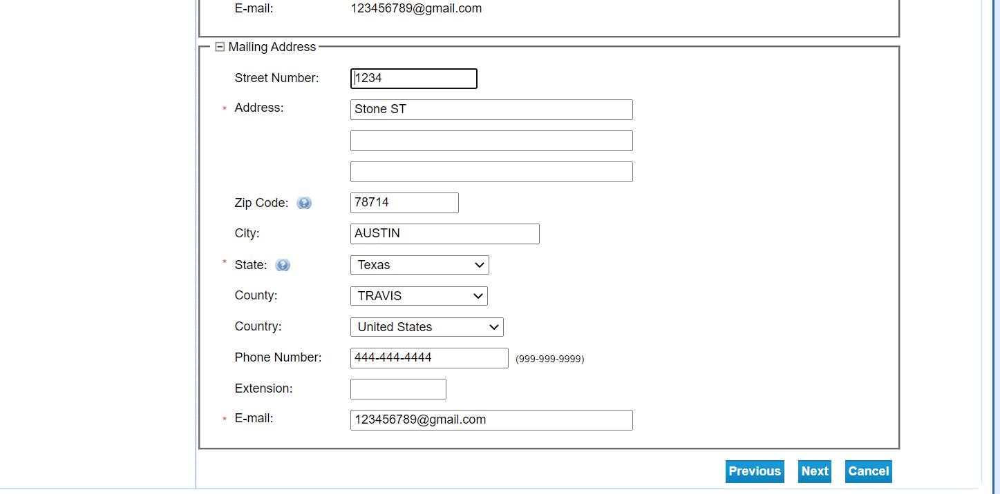 E-mail: 123456789@gmail.com
Mailing Address
Street Number: 1234
* Address: Stone ST
Zip Code: ? 78714
City: AUSTIN
* State: ? Texas
County: TRAVIS
Country: United States
Phone Number: 444-444-4444 (999-999-9999)
Extension:
* E-mail: 123456789@gmail.com
Previous Next Cancel